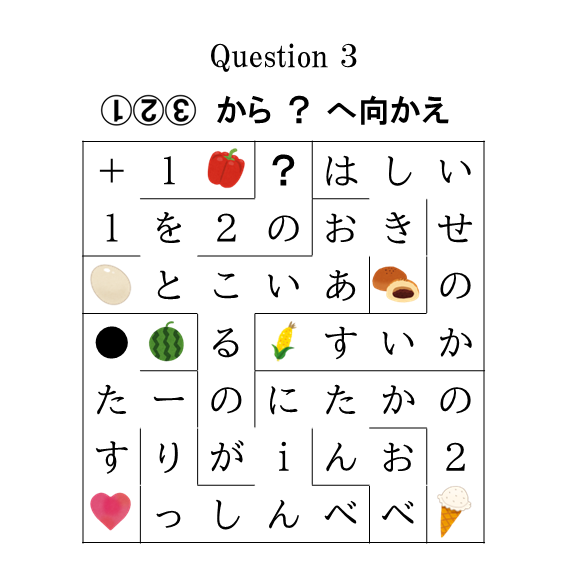 Question 3
①②③ から ? へ向かえ
+ 1 ? は し い
1 を 2 の お き せ
と こ い あ の
● る す い か
た ー の に た か の
す り が i ん お 2
っ し ん べ べ